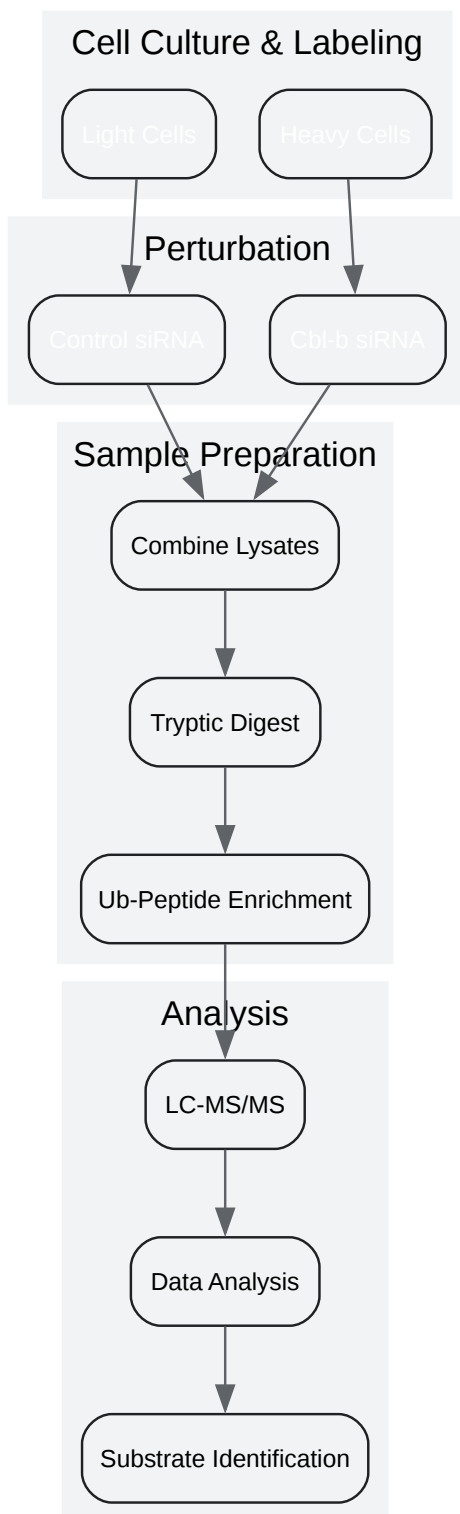 Cell Culture & Labeling
Light Cells
Heavy Cells
Perturbation
Control siRNA
Cbl-b siRNA
Sample Preparation
Combine Lysates
Tryptic Digest
Ub-Peptide Enrichment
Analysis
LC-MS/MS
Data Analysis
Substrate Identification